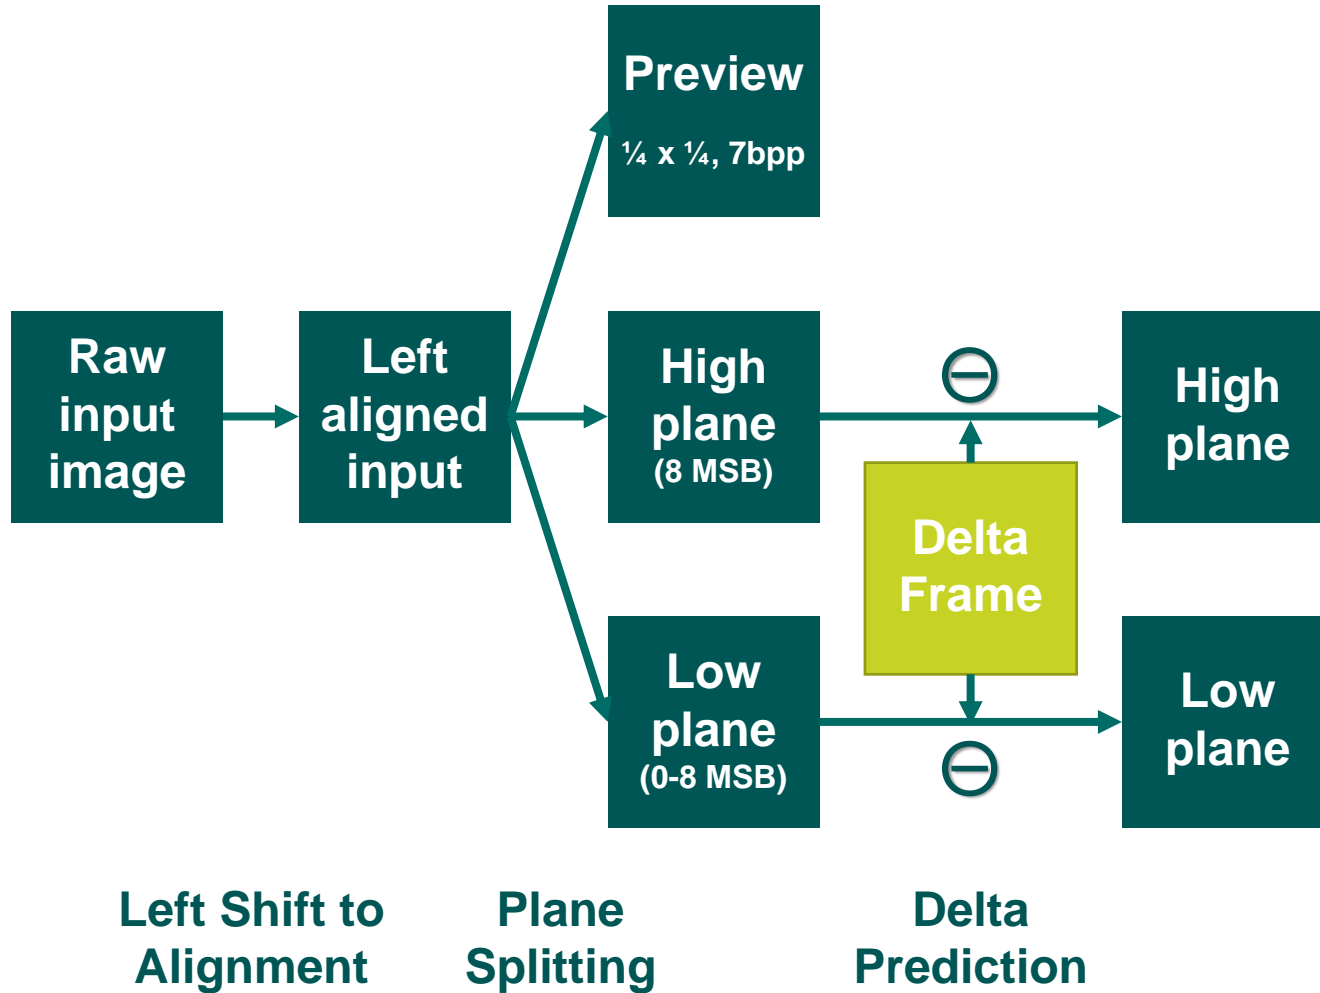 Preview
¼ x ¼, 7bpp
Raw
input
image
Left
aligned
input
High
plane
(8 MSB)
High
plane
Delta
Frame
Low
plane
(0-8 MSB)
Low
plane
Left Shift to
Alignment
Plane
Splitting
Delta
Prediction